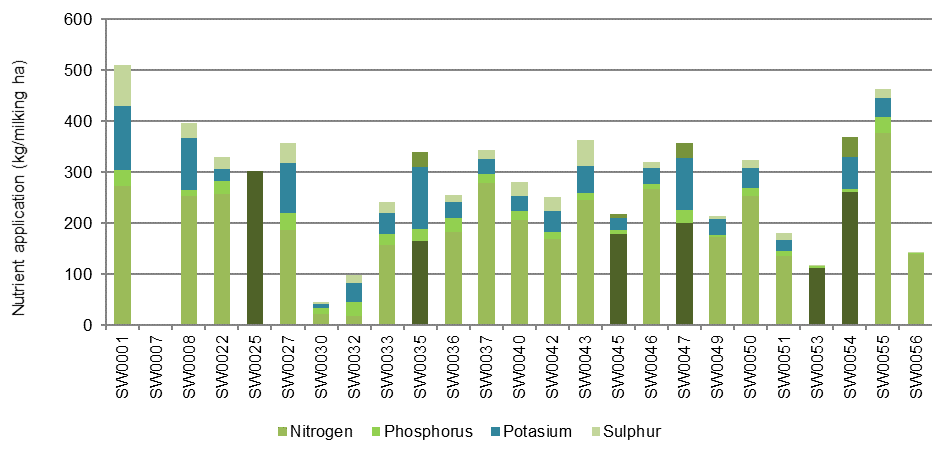 Nutrient application (kg/milking ha)
600
500
400
300
200
100
0
SW0001
SW0007
SW0008
SW0022
SW0025
SW0027
SW0030
SW0032
SW0033
SW0035
SW0036
SW0037
SW0040
SW0042
SW0043
SW0045
SW0046
SW0047
SW0049
SW0050
SW0051
SW0053
SW0054
SW0055
SW0056
Nitrogen Phosphorus Potasium Sulphur